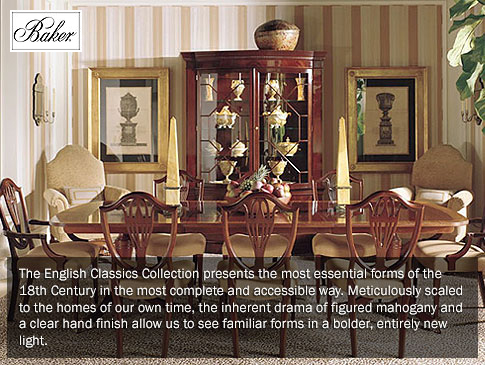 Baker
The English Classics Collection presents the most essential forms of the
18th Century in the most complete and accessible way. Meticulously scaled
to the homes of our own time, the inherent drama of figured mahogany and
a clear hand finish allow us to see familiar forms in a bolder, entirely new
light.